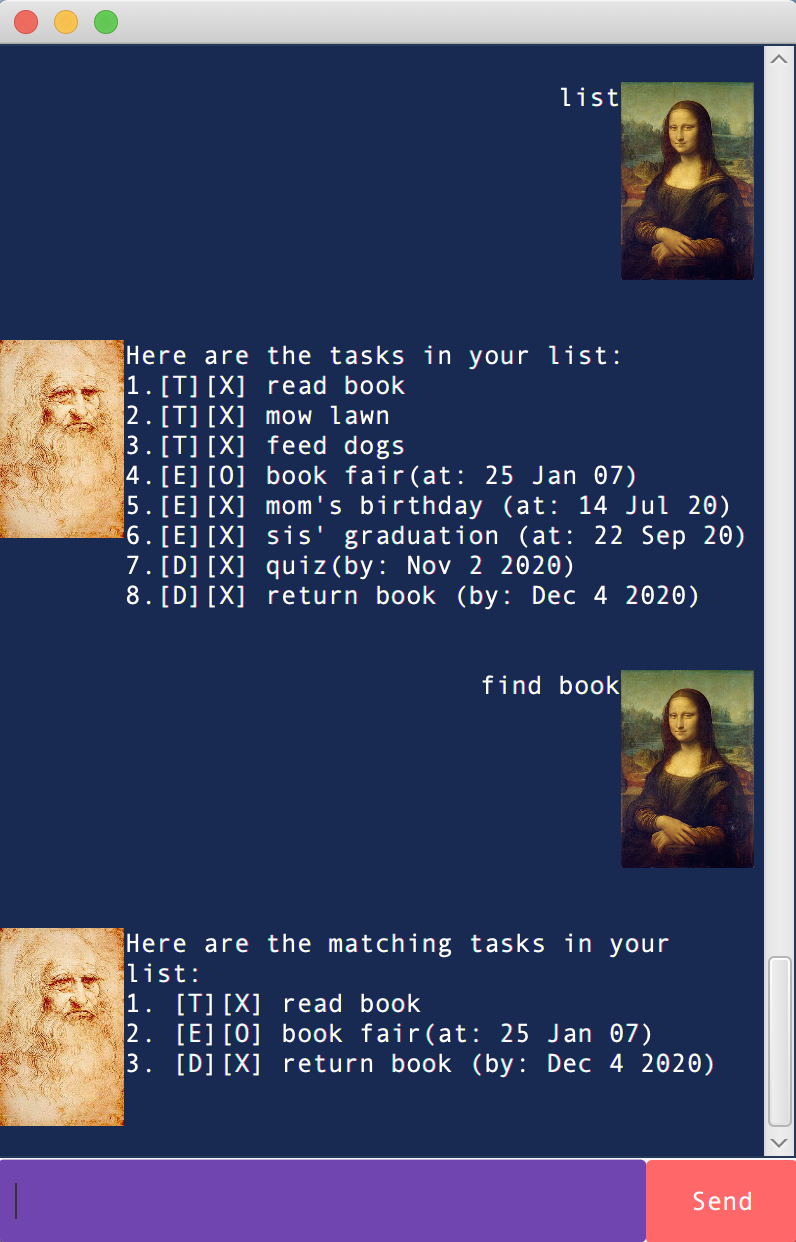 list
Here are the tasks in your list:
1.[T][X] read book
2.[T][X] mow lawn
3.[T][X] feed dogs
4.[E][O] book fair(at: 25 Jan 07)
5.[E][X] mom's birthday (at: 14 Jul 20)
6.[E][X] sis' graduation (at: 22 Sep 20)
7.[D][X] quiz(by: Nov 2 2020)
8.[D][X] return book (by: Dec 4 2020)
find book
Here are the matching tasks in your
list:
1. [T][X] read book
2. [E][O] book fair(at: 25 Jan 07)
3. [D][X] return book (by: Dec 4 2020)
Send